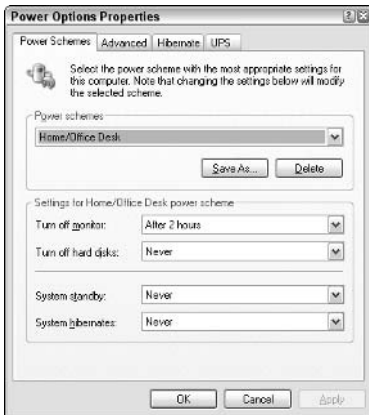 Power Options Properties
Power Schemes Advanced Hibernate UPS
Select the power scheme with the most appropriate settings for
this computer. Note that changing the settings below will modify
the selected scheme.
Power schemes
Home/Office Desk
Save As... Delete
Settings for Home/Office Desk power scheme
Turn off monitor: After 2 hours
Turn off hard disks: Never
System standby: Never
System hibernates: Never
OK Cancel Apply